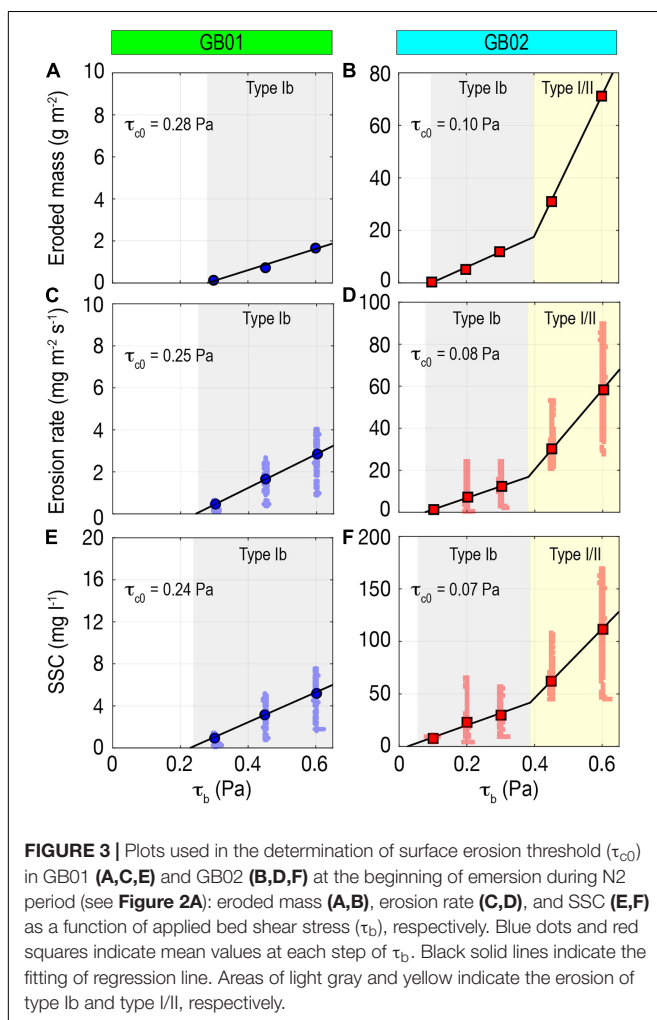 GB01
GB02
A
Type Ib
τc0 = 0.28 Pa
Eroded mass (g m-2)
10
8
6
4
2
0
B
Type Ib
Type I/II
τc0 = 0.10 Pa
80
60
40
20
0
C
Type Ib
τc0 = 0.25 Pa
Erosion rate (mg m-2 s-1)
10
8
6
4
2
0
D
Type Ib
Type I/II
τc0 = 0.08 Pa
100
80
60
40
20
0
E
Type Ib
τc0 = 0.24 Pa
SSC (mg l-1)
20
16
12
8
4
0
0
0.2
0.4
0.6
τb (Pa)
F
Type Ib
Type I/II
τc0 = 0.07 Pa
200
150
100
50
0
0
0.2
0.4
0.6
τb (Pa)
FIGURE 3 | Plots used in the determination of surface erosion threshold (τc0)
in GB01 (A,C,E) and GB02 (B,D,F) at the beginning of emersion during N2
period (see Figure 2A): eroded mass (A,B), erosion rate (C,D), and SSC (E,F)
as a function of applied bed shear stress (τb), respectively. Blue dots and red
squares indicate mean values at each step of τb. Black solid lines indicate the
fitting of regression line. Areas of light gray and yellow indicate the erosion of
type Ib and type I/II, respectively.